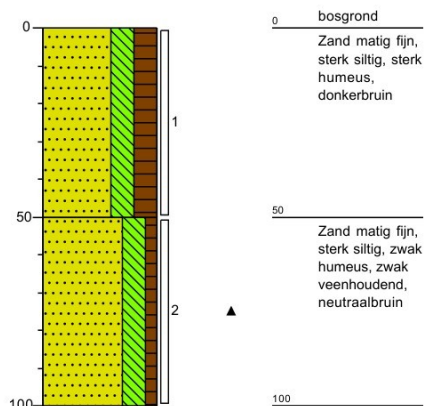 0
1
50
2
100
0
bosgrond
Zand matig fijn,
sterk siltig, sterk
humeus,
donkerbruin
50
Zand matig fijn,
sterk siltig, zwak
humeus, zwak
veenhoudend,
neutraalbruin
100